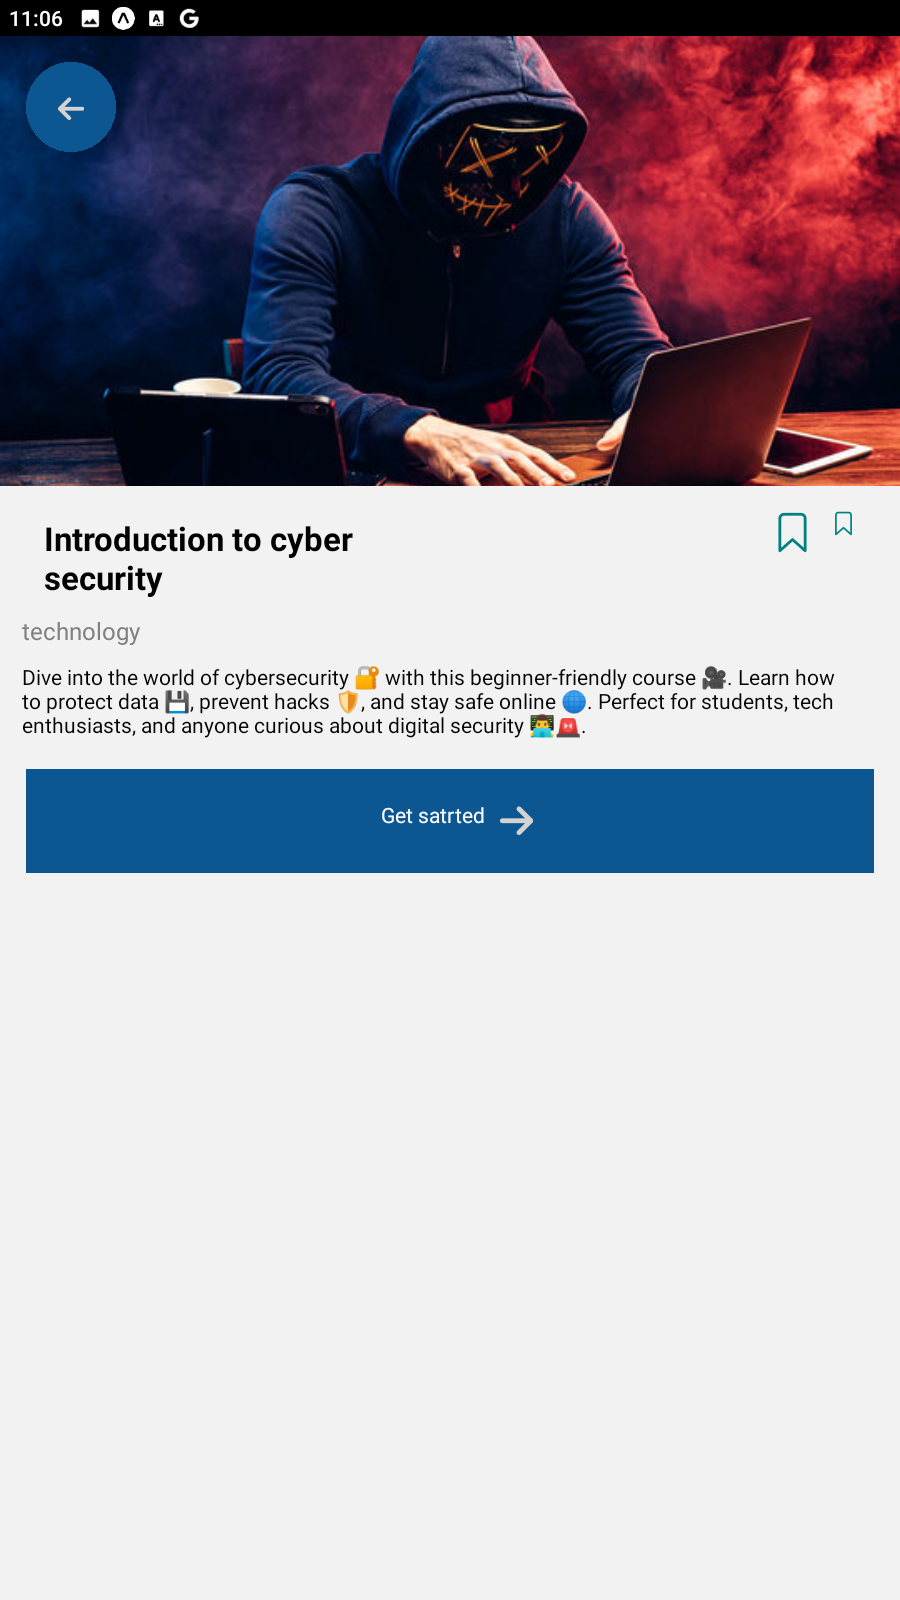 11:06
Introduction to cyber
security
technology
Dive into the world of cybersecurity 🔐 with this beginner-friendly course 🎥. Learn how
to protect data 💾, prevent hacks 🛡️, and stay safe online 🌐. Perfect for students, tech
enthusiasts, and anyone curious about digital security 👨‍💻🚨.
Get satrted